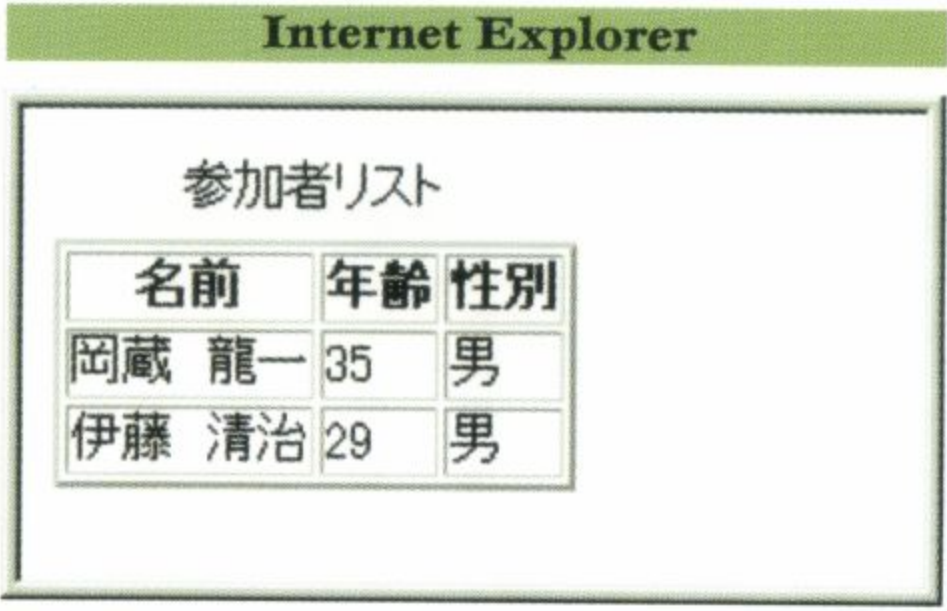 Internet Explorer
参加者リスト
名前 年齢 性別
岡蔵 龍一 35 男
伊藤 清治 29 男